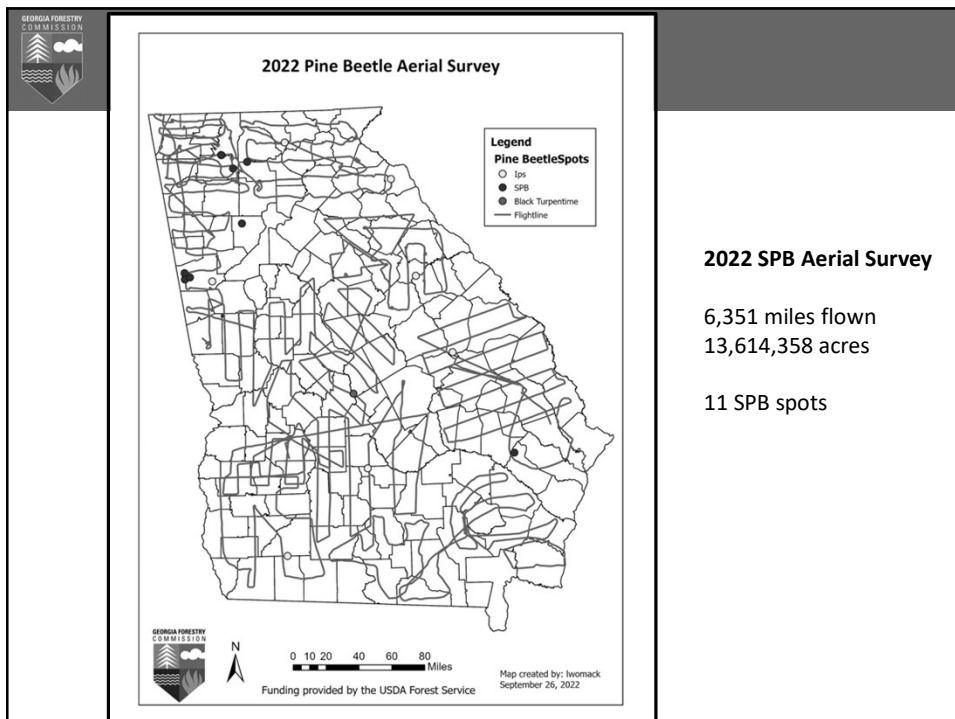 GEORGIA FORESTRY
COMMISSION
2022 Pine Beetle Aerial Survey
Legend
Pine BeetleSpots
Ips
SPB
Black Turpentime
Flightline
2022 SPB Aerial Survey
6,351 miles flown
13,614,358 acres
11 SPB spots
GEORGIA FORESTRY
COMMISSION
N
0 10 20 40 60 80
Miles
Funding provided by the USDA Forest Service
Map created by: lwomack
September 26, 2022